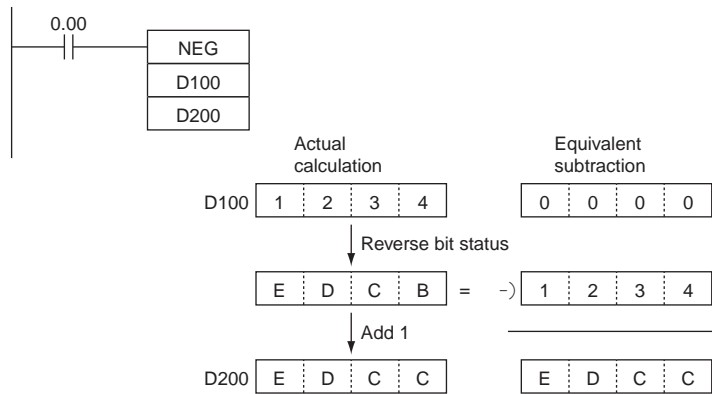 0.00
NEG
D100
D200
Actual
calculation
Equivalent
subtraction
D100 1 2 3 4 0 0 0 0
Reverse bit status
E D C B = -) 1 2 3 4
Add 1
D200 E D C C E D C C